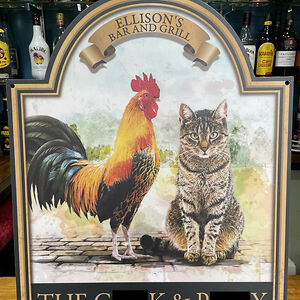 ELLISON'S
BAR AND GRILL
THE C K & P Y